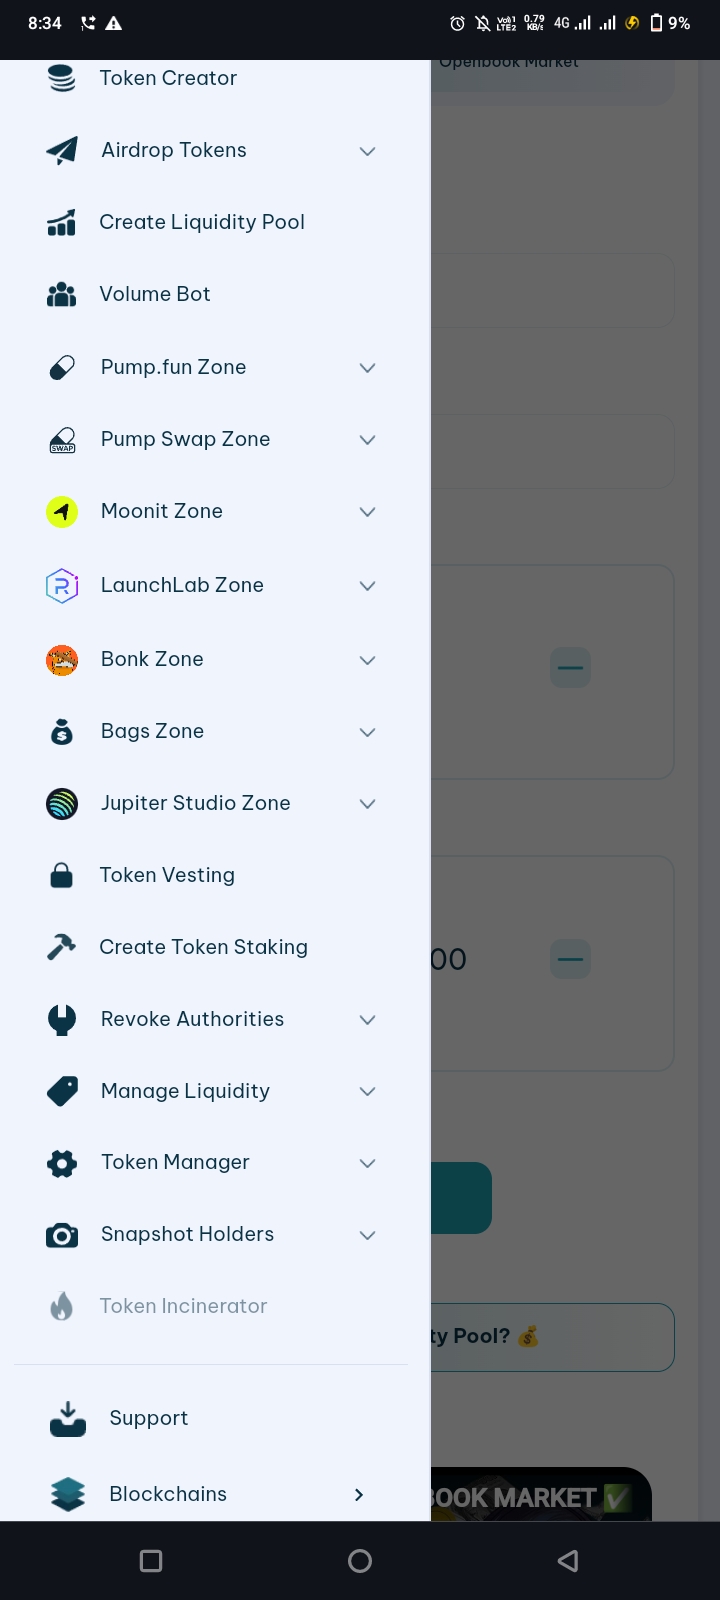 8:34
Vo)) 1
LTE2
0.79
KB/s
4G
9%
Openbook Market
Token Creator
Airdrop Tokens
Create Liquidity Pool
Volume Bot
Pump.fun Zone
SWAP
Pump Swap Zone
Moonit Zone
LaunchLab Zone
Bonk Zone
Bags Zone
Jupiter Studio Zone
Token Vesting
Create Token Staking
00
Revoke Authorities
Manage Liquidity
Token Manager
Snapshot Holders
Token Incinerator
ty Pool? 💰
Support
Blockchains
BOOK MARKET ✅